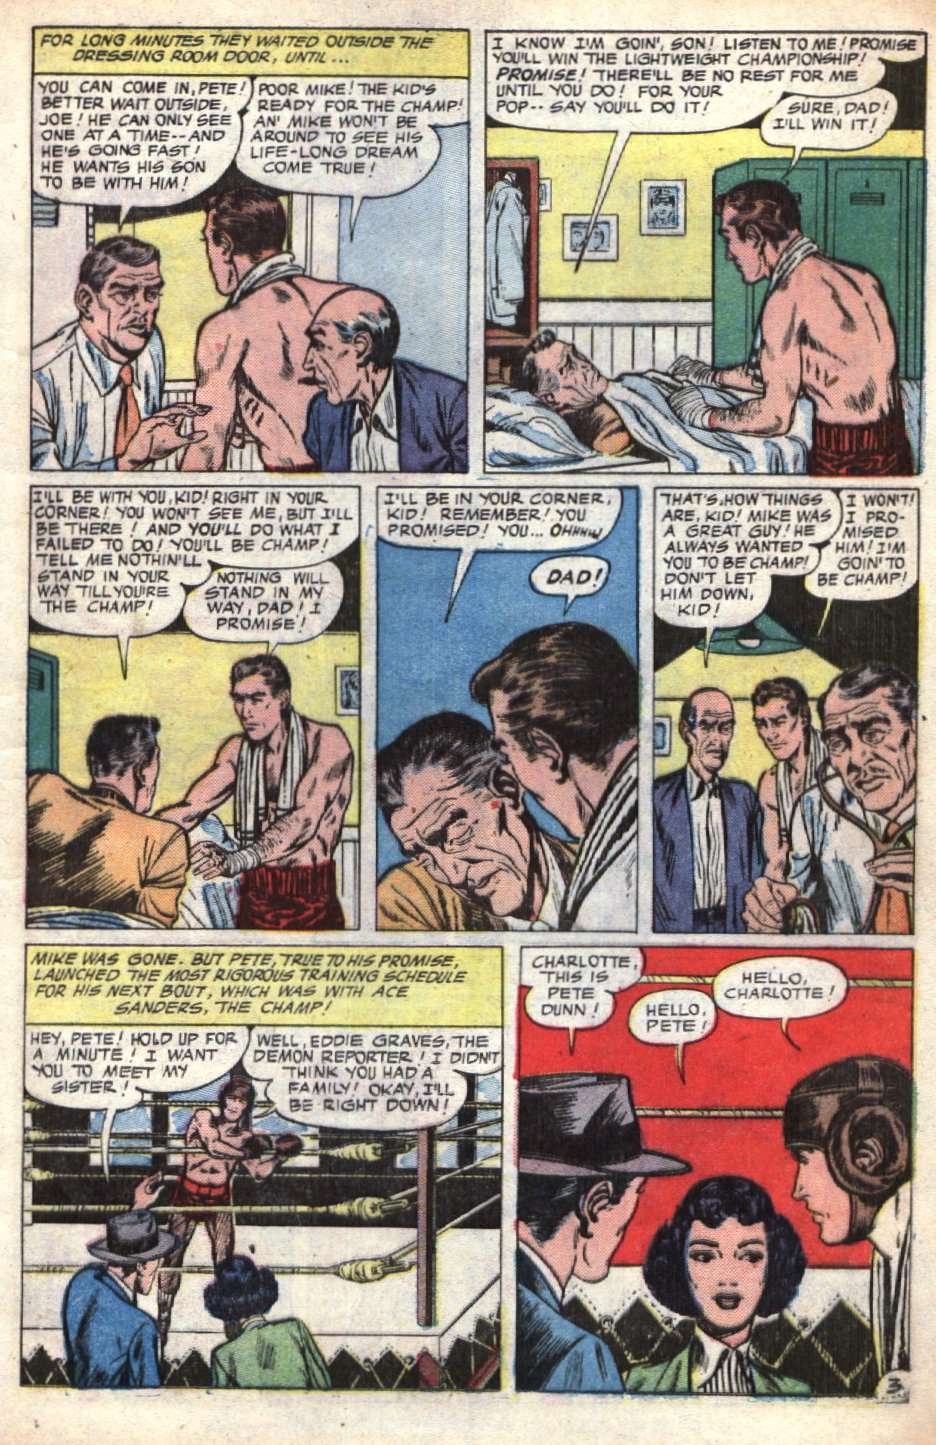 FOR LONG MINUTES THEY WAITED OUTSIDE THE
DRESSING ROOM DOOR, UNTIL...
YOU CAN COME IN, PETE!
BETTER WAIT OUTSIDE,
JOE! HE CAN ONLY SEE
ONE AT A TIME--AND
HE'S GOING FAST!
HE WANTS HIS SON
TO BE WITH HIM!
POOR MIKE! THE KID'S
READY FOR THE CHAMP!
AN' MIKE WON'T BE
AROUND TO SEE HIS
LIFE-LONG DREAM
COME TRUE!
I KNOW I'M GOIN', SON! LISTEN TO ME! PROMISE
YOU'LL WIN THE LIGHTWEIGHT CHAMPIONSHIP!
PROMISE! THERE'LL BE NO REST FOR ME
UNTIL YOU DO! FOR YOUR
POP-- SAY YOU'LL DO IT!
SURE, DAD!
I'LL WIN IT!
I'LL BE WITH YOU, KID! RIGHT IN YOUR
CORNER! YOU WON'T SEE ME, BUT I'LL
BE THERE! AND YOU'LL DO WHAT I
FAILED TO DO! YOU'LL BE CHAMP!
TELL ME NOTHIN'LL
STAND IN YOUR
WAY TILL YOU'RE
THE CHAMP!
NOTHING WILL
STAND IN MY
WAY, DAD! I
PROMISE!
I'LL BE IN YOUR CORNER,
KID! REMEMBER! YOU
PROMISED! YOU... OHHHH
DAD!
THAT'S HOW THINGS
ARE, KID! MIKE WAS
A GREAT GUY! HE
ALWAYS WANTED
YOU TO BE CHAMP!
DON'T LET
HIM DOWN,
KID!
I WON'T!
I PRO-
MISED
HIM! I'M
GOIN' TO
BE CHAMP!
MIKE WAS GONE. BUT PETE, TRUE TO HIS PROMISE,
LAUNCHED THE MOST RIGOROUS TRAINING SCHEDULE
FOR HIS NEXT BOUT, WHICH WAS WITH ACE
SANDERS, THE CHAMP!
HEY, PETE! HOLD UP FOR
A MINUTE! I WANT
YOU TO MEET MY
SISTER!
WELL, EDDIE GRAVES, THE
DEMON REPORTER! I DIDN'T
THINK YOU HAD A
FAMILY! OKAY, I'LL
BE RIGHT DOWN!
CHARLOTTE,
THIS IS
PETE
DUNN!
HELLO,
PETE!
HELLO,
CHARLOTTE!
3